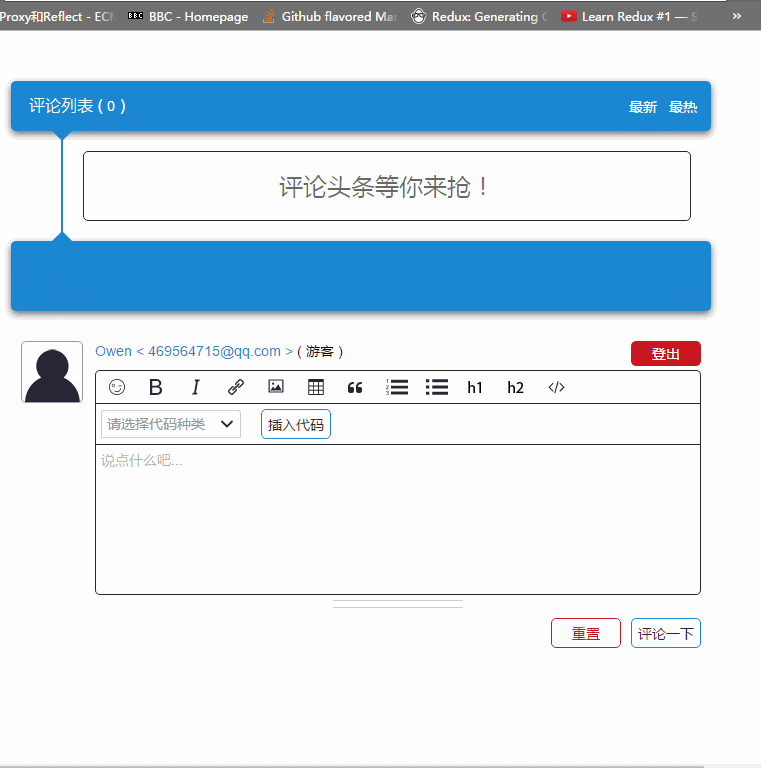 Proxy和Reflect - EC BBC BBC - Homepage Github flavored Mar Redux: Generating Learn Redux #1 — S »
评论列表 ( 0 ) 最新 最热
评论头条等你来抢！
Owen < 469564715@qq.com > ( 游客 ) 登出
B I h1 h2 </>
请选择代码种类 插入代码
说点什么吧...
重置 评论一下